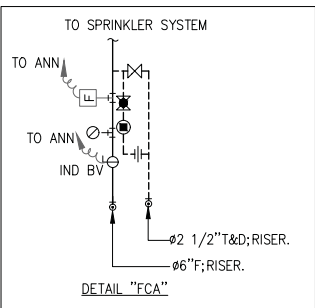 TO SPRINKLER SYSTEM
TO ANN
F
TO ANN
IND BV
ø2 1/2"T&D;RISER.
ø6"F;RISER.
DETAIL "FCA"